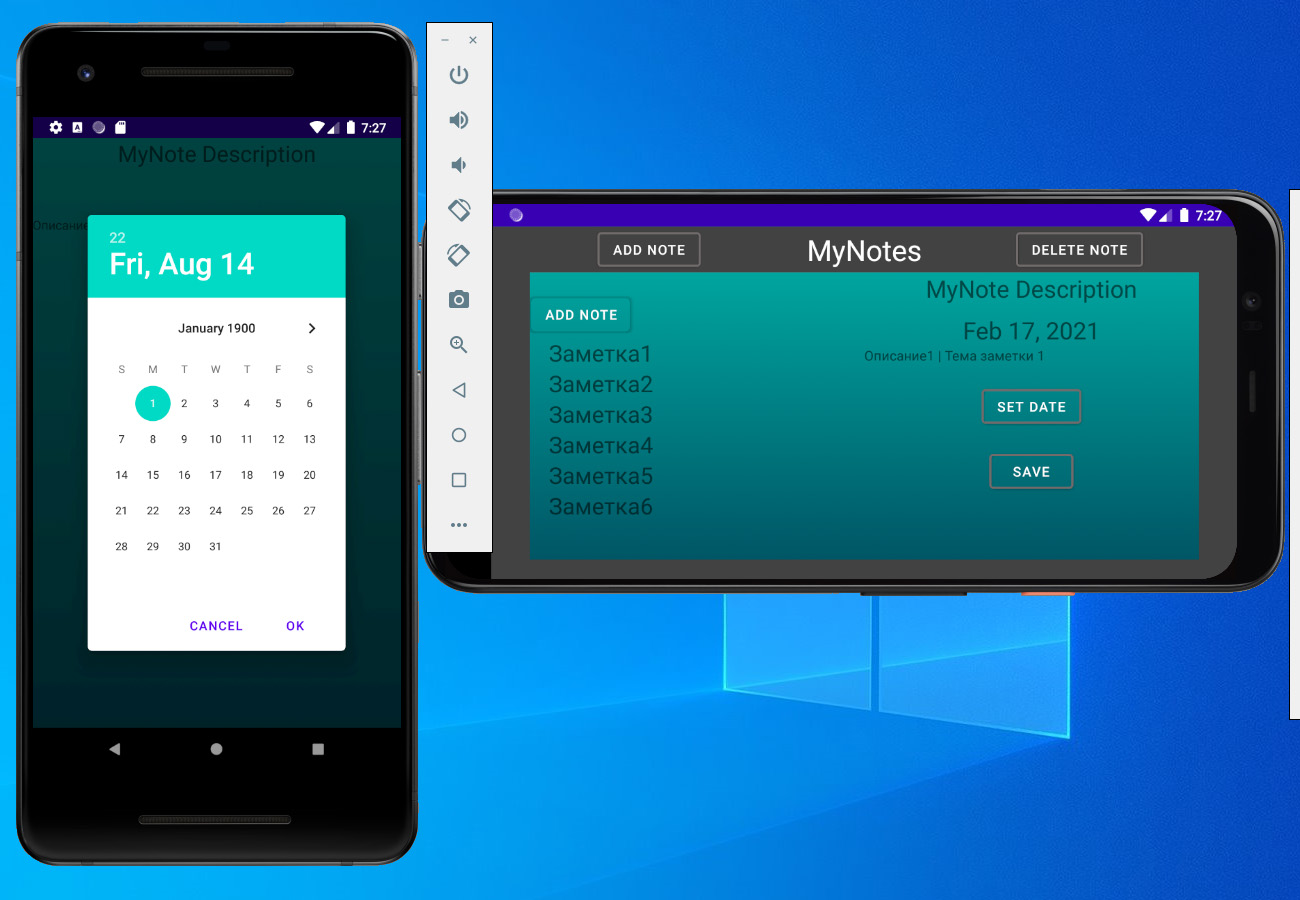 7:27
MyNote Description
Описание
22
Fri, Aug 14
January 1900
S M T W T F S
1 2 3 4 5 6
7 8 9 10 11 12 13
14 15 16 17 18 19 20
21 22 23 24 25 26 27
28 29 30 31
CANCEL OK
7:27
ADD NOTE MyNotes DELETE NOTE
ADD NOTE
Заметка1
Заметка2
Заметка3
Заметка4
Заметка5
Заметка6
MyNote Description
Feb 17, 2021
Описание1 | Тема заметки 1
SET DATE
SAVE